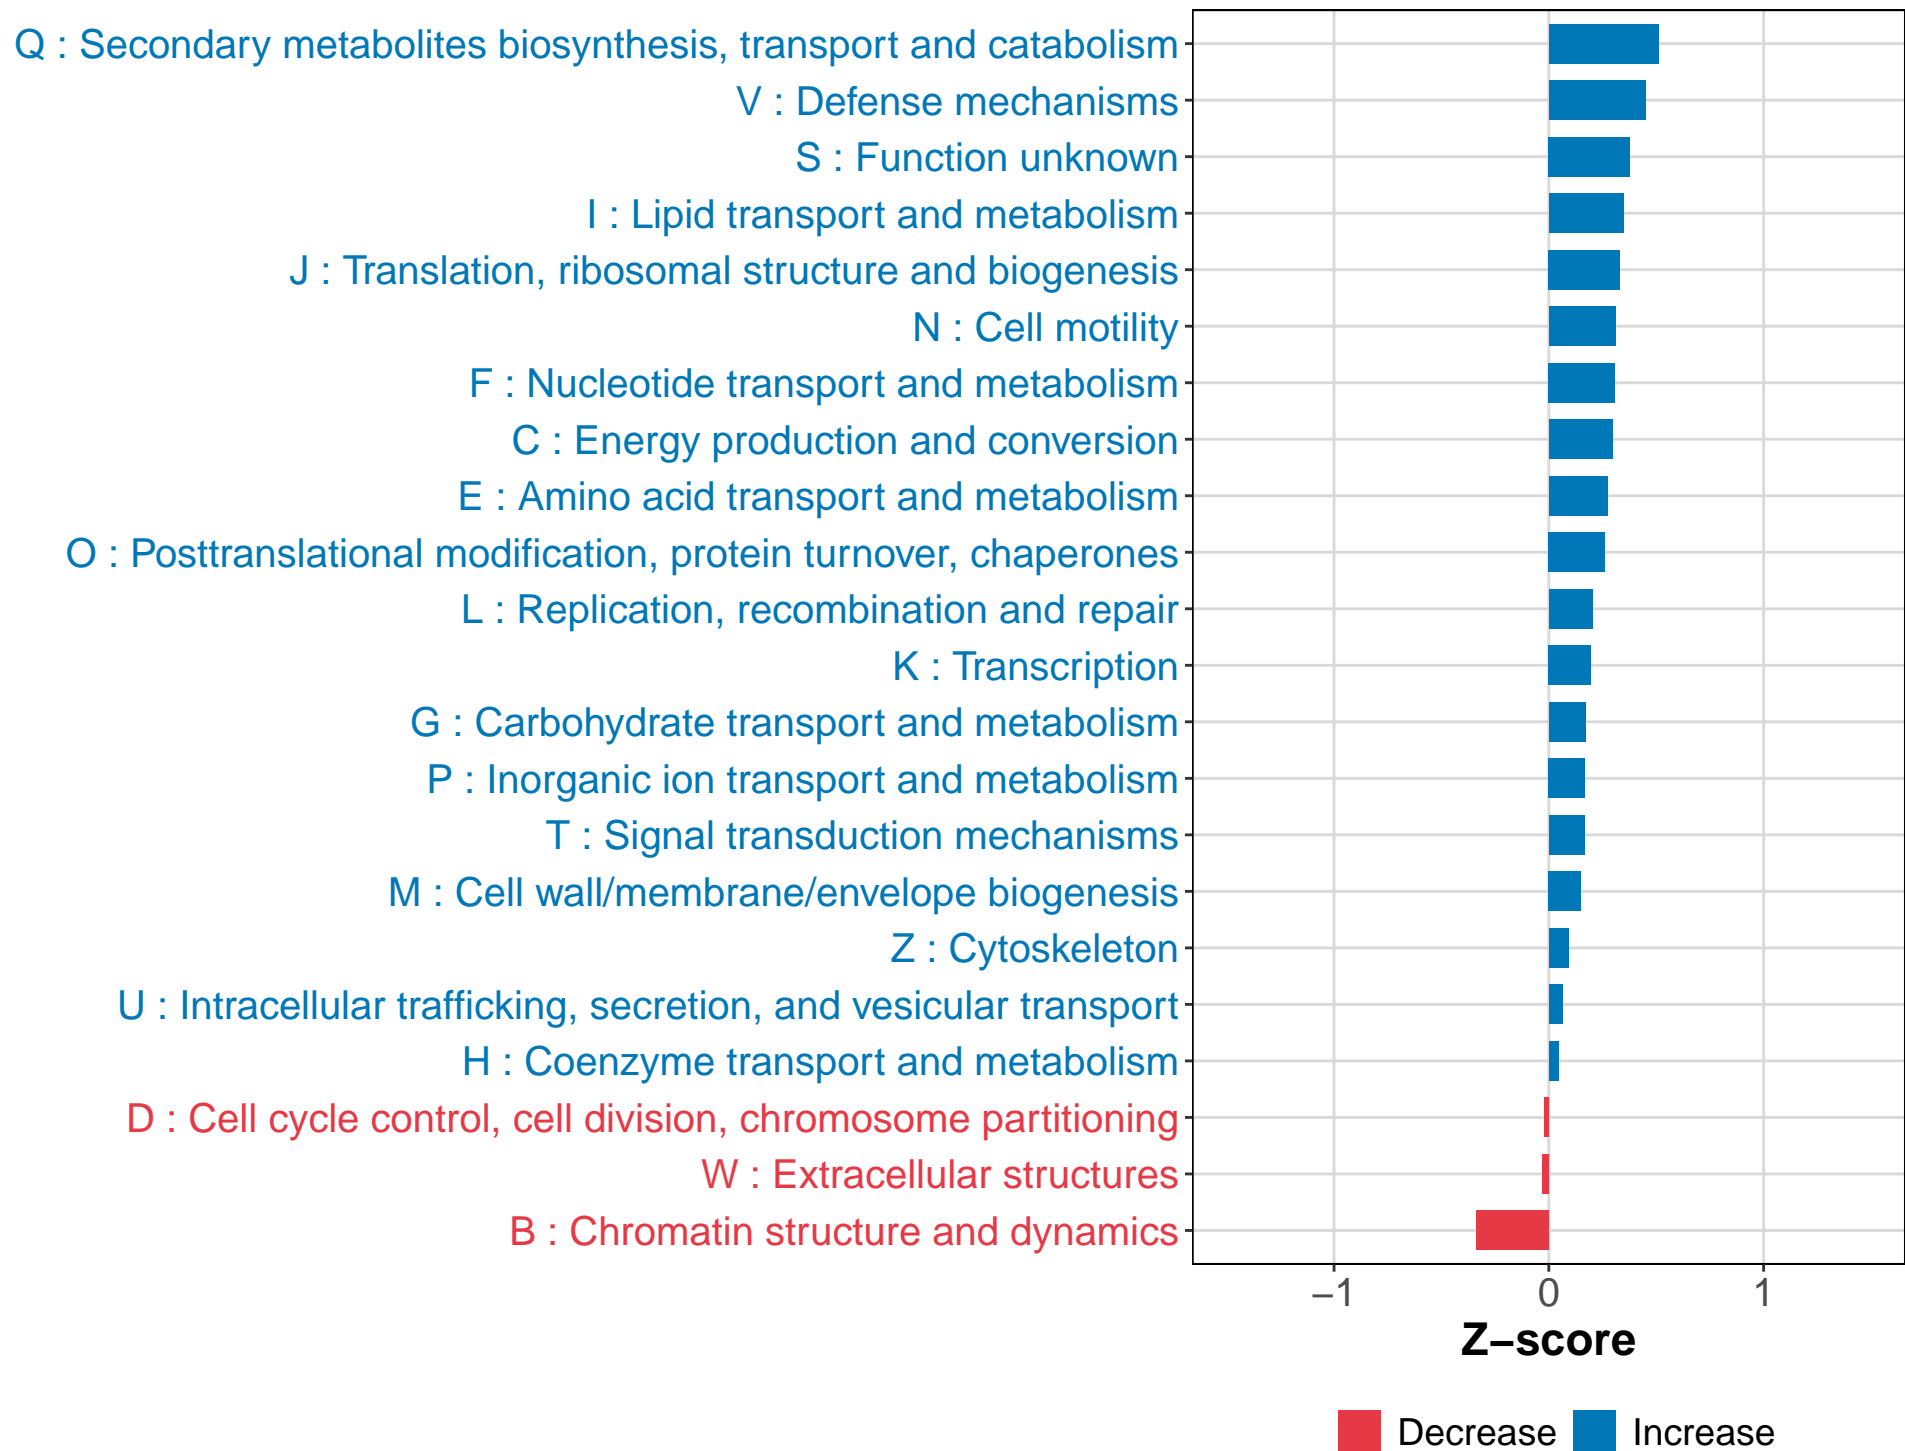 Q : Secondary metabolites biosynthesis, transport and catabolism
V : Defense mechanisms
S : Function unknown
I : Lipid transport and metabolism
J : Translation, ribosomal structure and biogenesis
N : Cell motility
F : Nucleotide transport and metabolism
C : Energy production and conversion
E : Amino acid transport and metabolism
O : Posttranslational modification, protein turnover, chaperones
L : Replication, recombination and repair
K : Transcription
G : Carbohydrate transport and metabolism
P : Inorganic ion transport and metabolism
T : Signal transduction mechanisms
M : Cell wall/membrane/envelope biogenesis
Z : Cytoskeleton
U : Intracellular trafficking, secretion, and vesicular transport
H : Coenzyme transport and metabolism
D : Cell cycle control, cell division, chromosome partitioning
W : Extracellular structures
B : Chromatin structure and dynamics
−1 0 1
Z−score
Decrease Increase